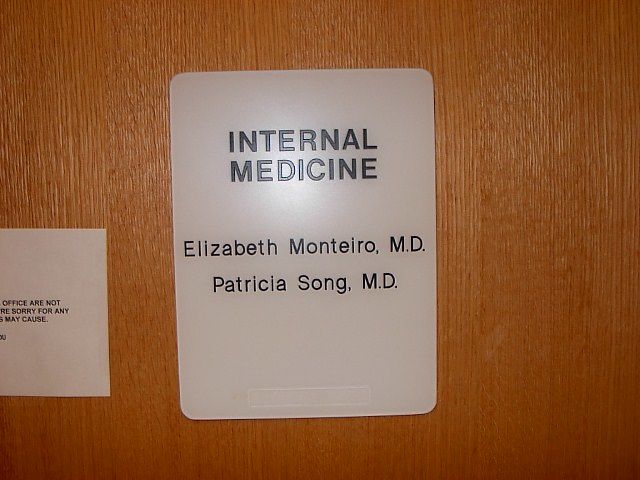 INTERNAL
MEDICINE
Elizabeth Monteiro, M.D.
Patricia Song, M.D.
OFFICE ARE NOT
SORRY FOR ANY
MAY CAUSE.